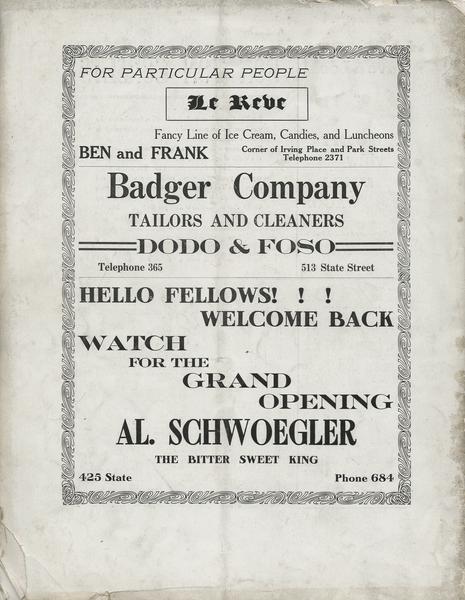 FOR PARTICULAR PEOPLE
Le Reve
Fancy Line of Ice Cream, Candies, and Luncheons
BEN and FRANK
Corner of Irving Place and Park Streets
Telephone 2371
Badger Company
TAILORS AND CLEANERS
DODO & FOSO
Telephone 365 513 State Street
HELLO FELLOWS! ! !
WELCOME BACK
WATCH
FOR THE
GRAND
OPENING
AL. SCHWOEGLER
THE BITTER SWEET KING
425 State Phone 684